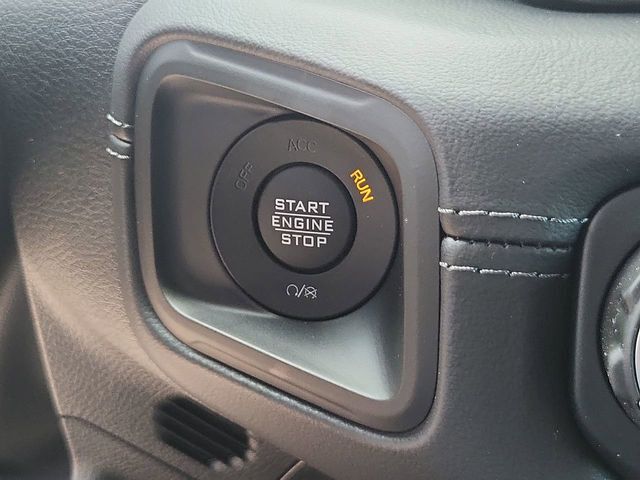 ACC
OFF
RUN
START
ENGINE
STOP